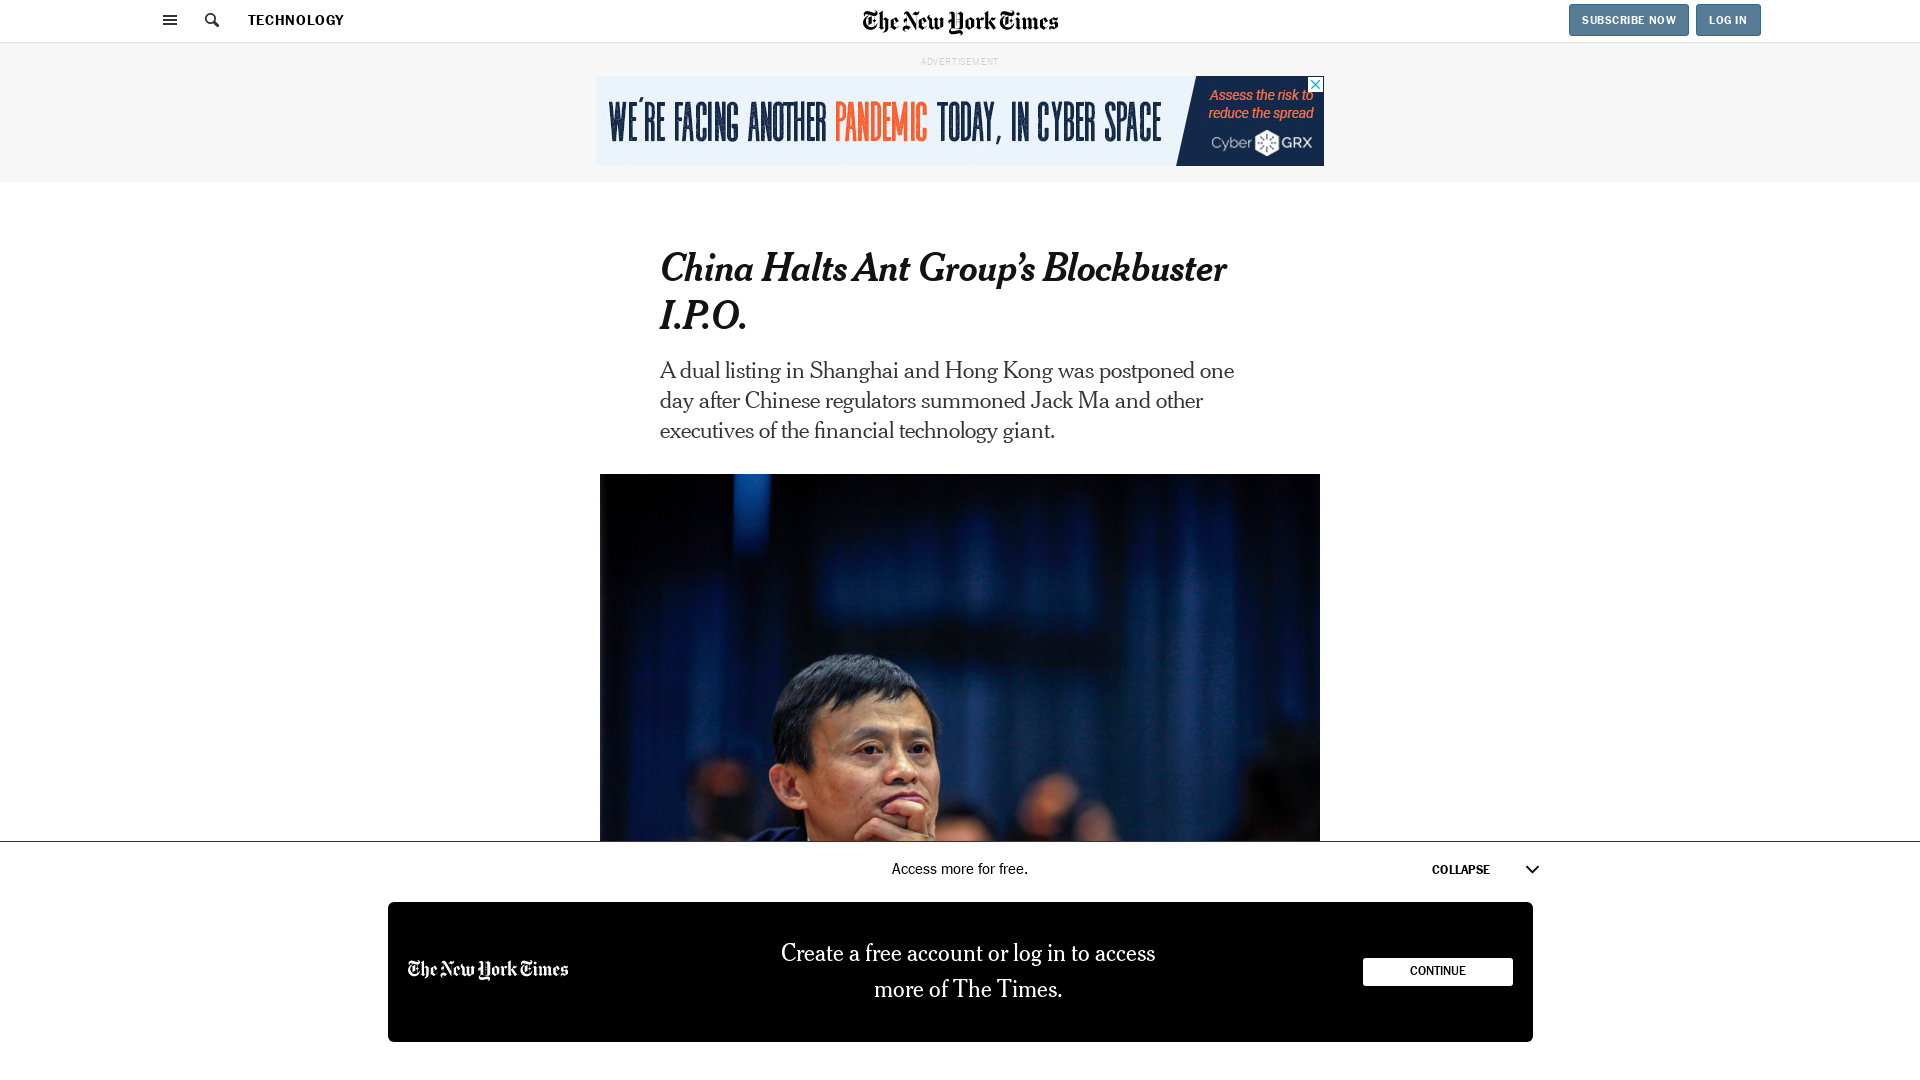 TECHNOLOGY
The New York Times
SUBSCRIBE NOW
LOG IN
ADVERTISEMENT
WE'RE FACING ANOTHER PANDEMIC TODAY, IN CYBER SPACE
Assess the risk to
reduce the spread
CyberGRX
China Halts Ant Group’s Blockbuster
I.P.O.
A dual listing in Shanghai and Hong Kong was postponed one
day after Chinese regulators summoned Jack Ma and other
executives of the financial technology giant.
Access more for free.
COLLAPSE
The New York Times
Create a free account or log in to access
more of The Times.
CONTINUE